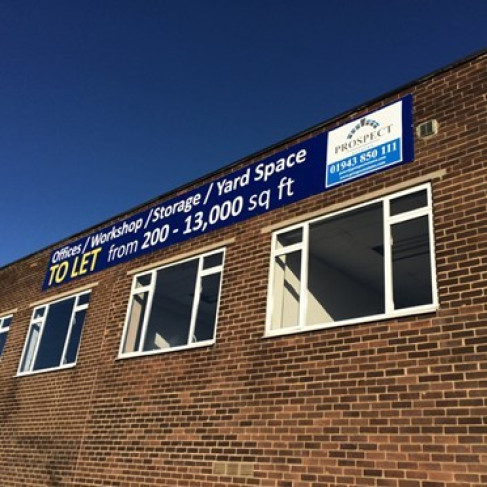 Offices / Workshop / Storage / Yard Space
TO LET from 200 - 13,000 sq ft
PROSPECT
01943 850 111